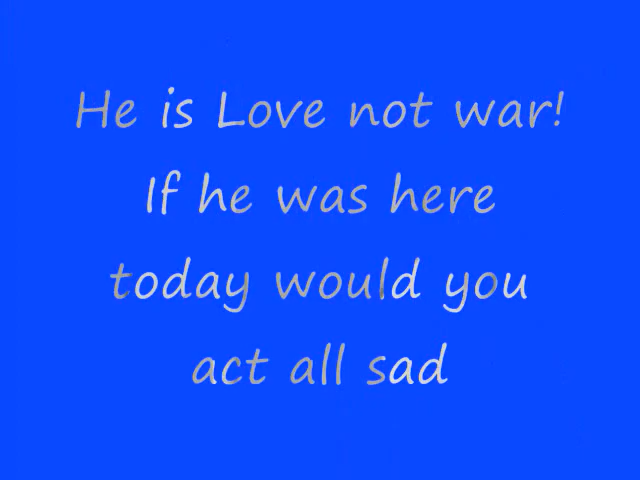 He is Love not war!
If he was here
today would you
act all sad